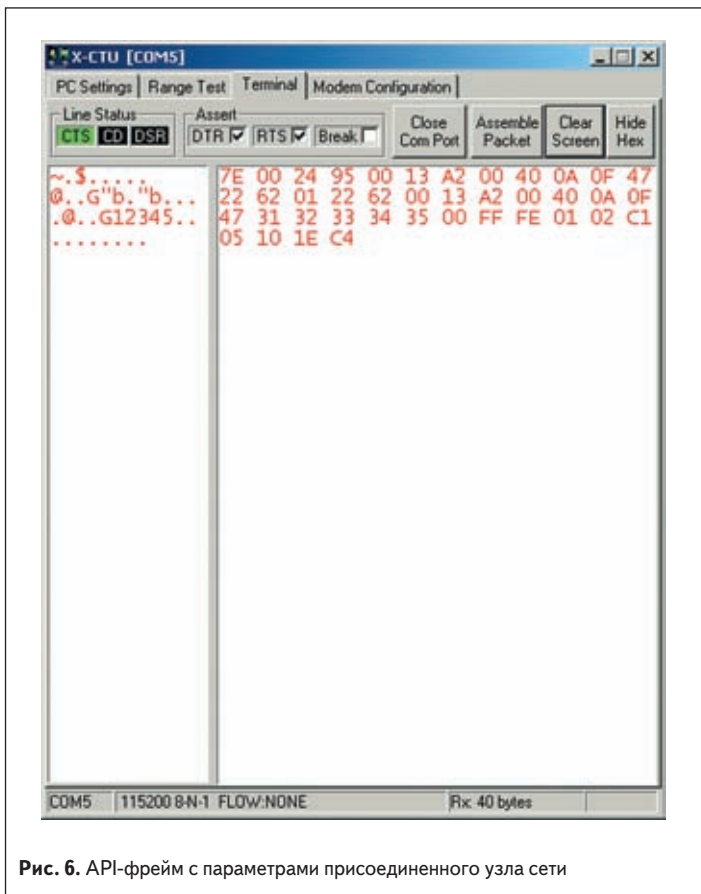 X-CTU [COM5]
PC Settings Range Test Terminal Modem Configuration
Line Status Assert
CTS CD DSR DTR RTS Break Close Com Port Assemble Packet Clear Screen Hide Hex
~.$..... 7E 00 24 95 00 13 A2 00 40 0A 0F 47
@..G"b."b... 22 62 01 22 62 00 13 A2 00 40 0A 0F
.@..G12345.. 47 31 32 33 34 35 00 FF FE 01 02 C1
........ 05 10 1E C4
COM5 115200 8-N-1 FLOW:NONE Rx: 40 bytes
Рис. 6. API-фрейм с параметрами присоединенного узла сети